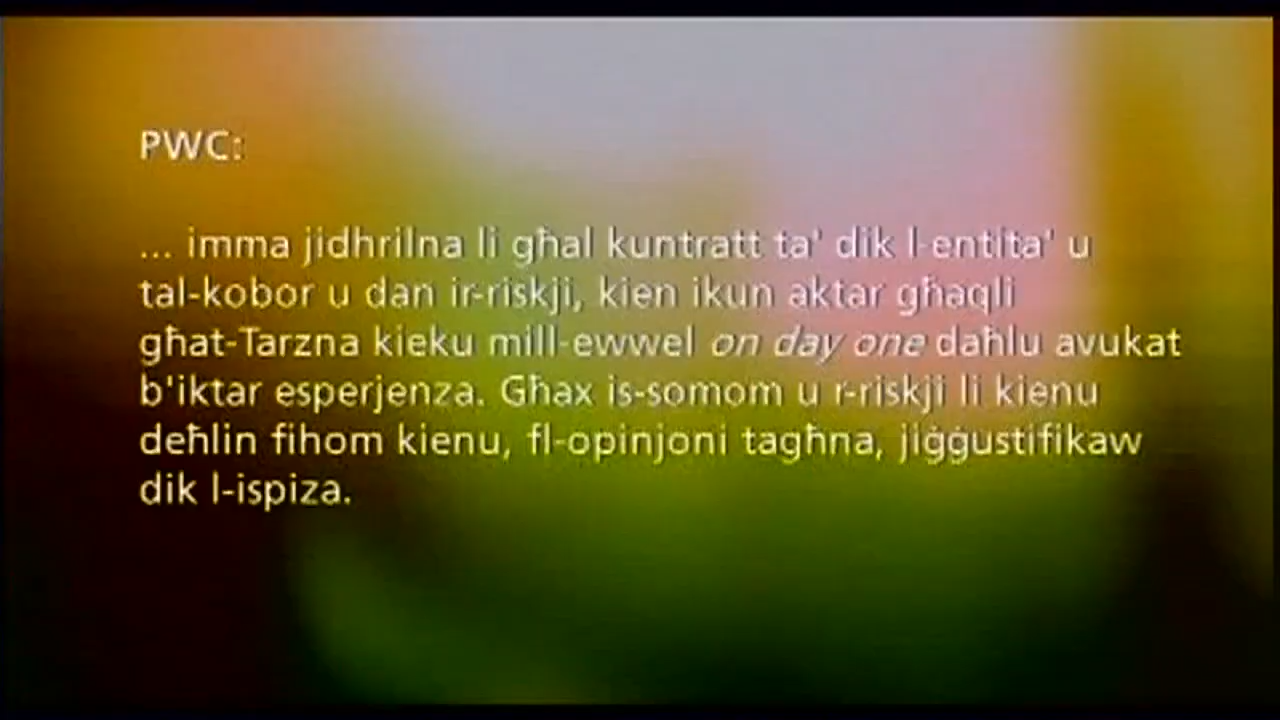 PWC:
... imma jidhrilna li għal kuntratt ta' dik l-entita' u
tal-kobor u dan ir-riskji, kien ikun aktar għaqli
għat-Tarzna kieku mill-ewwel on day one daħlu avukat
b'iktar esperjenza. Għax is-somom u r-riskji li kienu
deħlin fihom kienu, fl-opinjoni tagħna, jiġġustifikaw
dik l-ispiza.